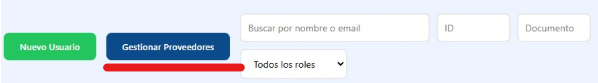 Nuevo Usuario
Gestionar Proveedores
Buscar por nombre o email
ID
Documento
Todos los roles